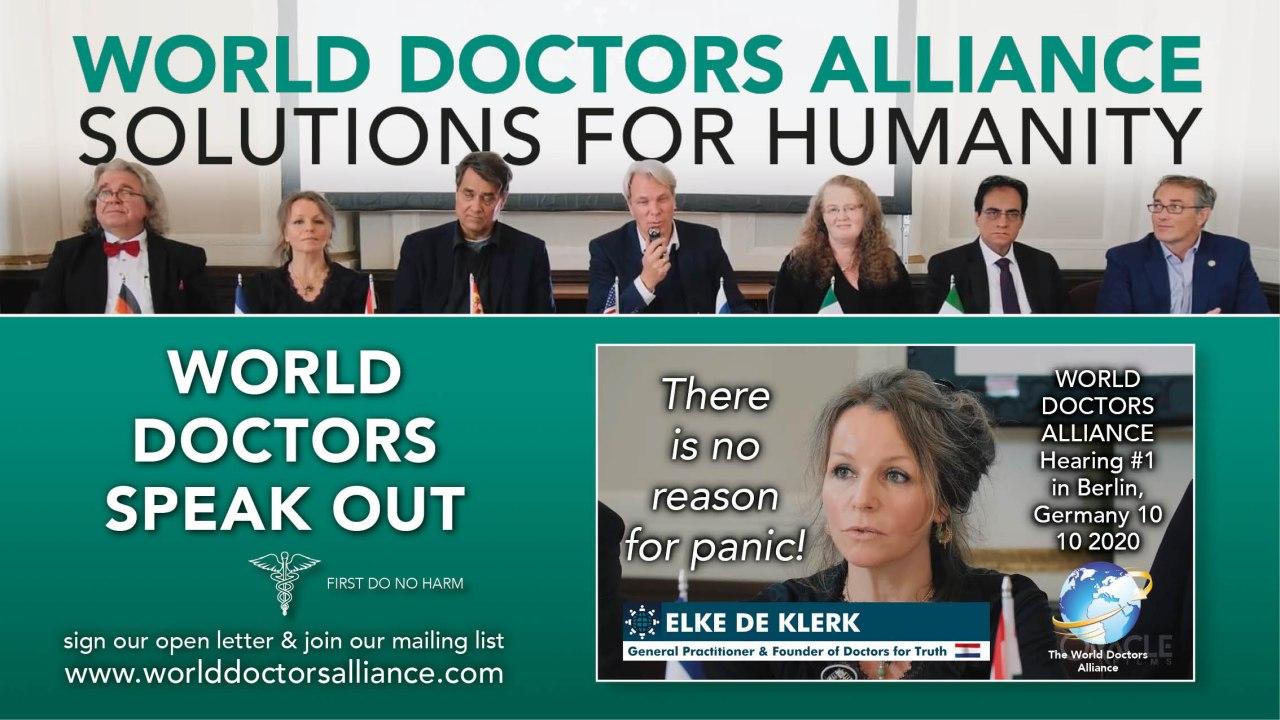 WORLD DOCTORS ALLIANCE
SOLUTIONS FOR HUMANITY
WORLD
DOCTORS
SPEAK OUT
FIRST DO NO HARM
sign our open letter & join our mailing list
www.worlddoctorsalliance.com
There
is no
reason
for panic!
WORLD
DOCTORS
ALLIANCE
Hearing #1
in Berlin,
Germany 10
10 2020
ELKE DE KLERK
General Practitioner & Founder of Doctors for Truth
The World Doctors
Alliance